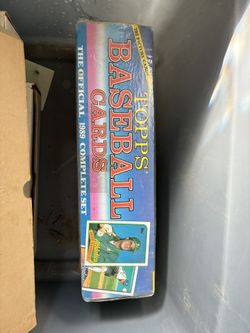 TOPPS
BASEBALL
CARDS
THE OFFICIAL 1989 COMPLETE SET